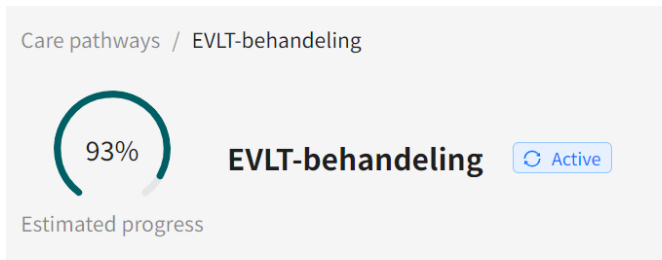 Care pathways / EVLT-behandeling
93%
EVLT-behandeling
Active
Estimated progress